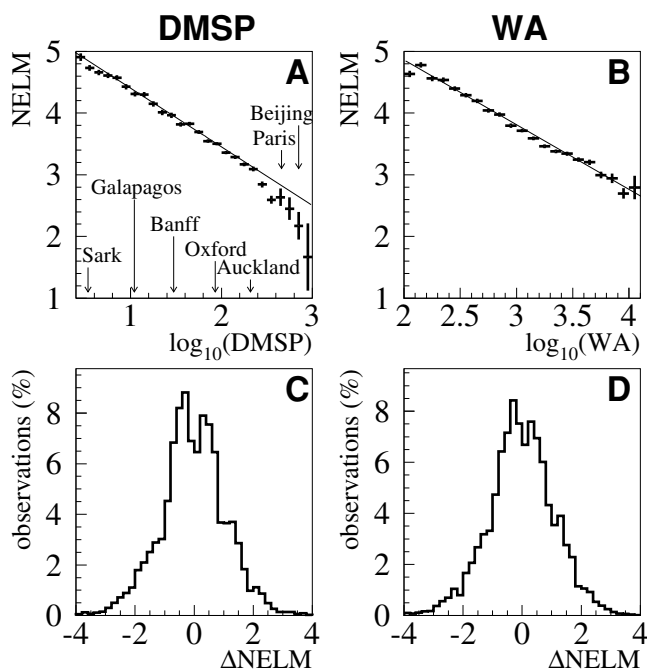 DMSP
WA
NELM
5
4
3
2
1
A
Beijing
Paris
Galapagos
Banff
Sark
Oxford
Auckland
1
2
3
log10(DMSP)
NELM
5
4
3
2
1
B
2
2.5
3
3.5
4
log10(WA)
observations (%)
8
6
4
2
0
C
-4
-2
0
2
4
ΔNELM
observations (%)
8
6
4
2
0
D
-4
-2
0
2
4
ΔNELM